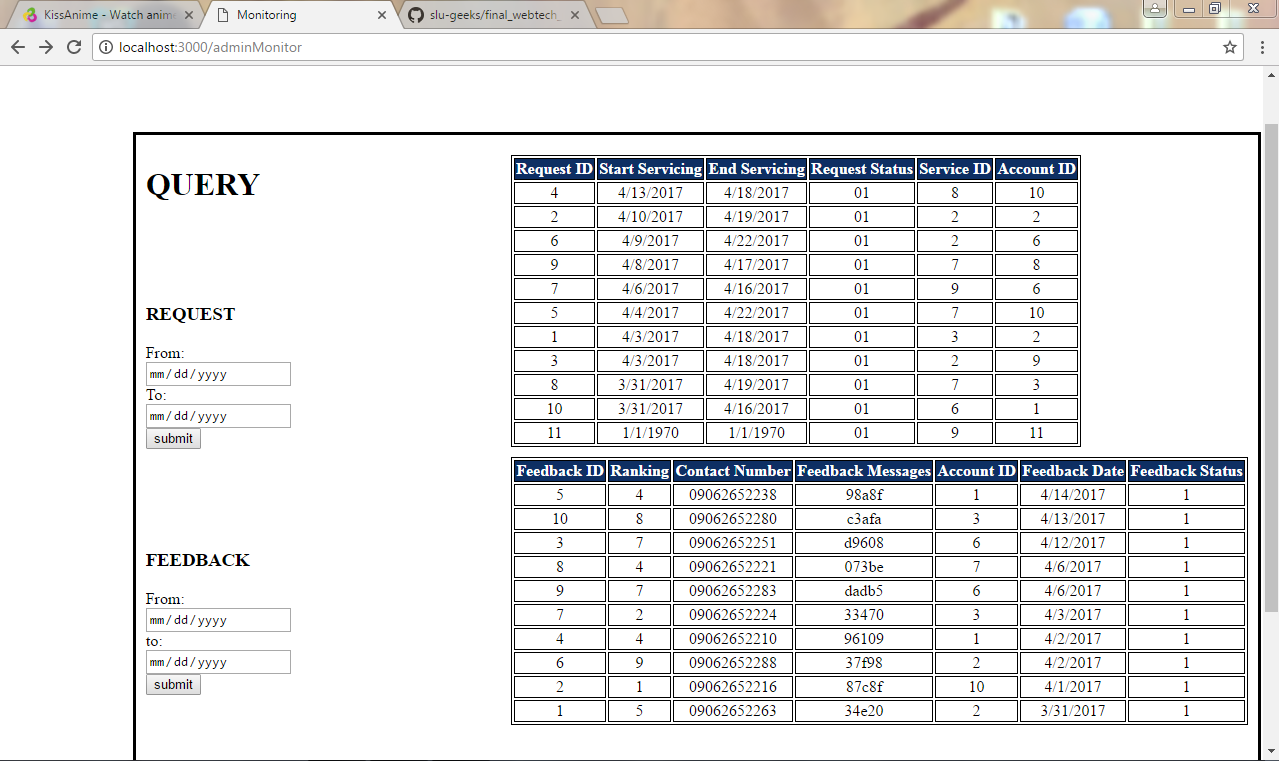 KissAnime - Watch anime
Monitoring
slu-geeks/final_webtech_
localhost:3000/adminMonitor
QUERY
REQUEST
From:
mm/dd/yyyy
To:
mm/dd/yyyy
submit
FEEDBACK
From:
mm/dd/yyyy
to:
mm/dd/yyyy
submit
Request ID Start Servicing End Servicing Request Status Service ID Account ID
4 4/13/2017 4/18/2017 01 8 10
2 4/10/2017 4/19/2017 01 2 2
6 4/9/2017 4/22/2017 01 2 6
9 4/8/2017 4/17/2017 01 7 8
7 4/6/2017 4/16/2017 01 9 6
5 4/4/2017 4/22/2017 01 7 10
1 4/3/2017 4/18/2017 01 3 2
3 4/3/2017 4/18/2017 01 2 9
8 3/31/2017 4/19/2017 01 7 3
10 3/31/2017 4/16/2017 01 6 1
11 1/1/1970 1/1/1970 01 9 11
Feedback ID Ranking Contact Number Feedback Messages Account ID Feedback Date Feedback Status
5 4 09062652238 98a8f 1 4/14/2017 1
10 8 09062652280 c3afa 3 4/13/2017 1
3 7 09062652251 d9608 6 4/12/2017 1
8 4 09062652221 073be 7 4/6/2017 1
9 7 09062652283 dadb5 6 4/6/2017 1
7 2 09062652224 33470 3 4/3/2017 1
4 4 09062652210 96109 1 4/2/2017 1
6 9 09062652288 37f98 2 4/2/2017 1
2 1 09062652216 87c8f 10 4/1/2017 1
1 5 09062652263 34e20 2 3/31/2017 1